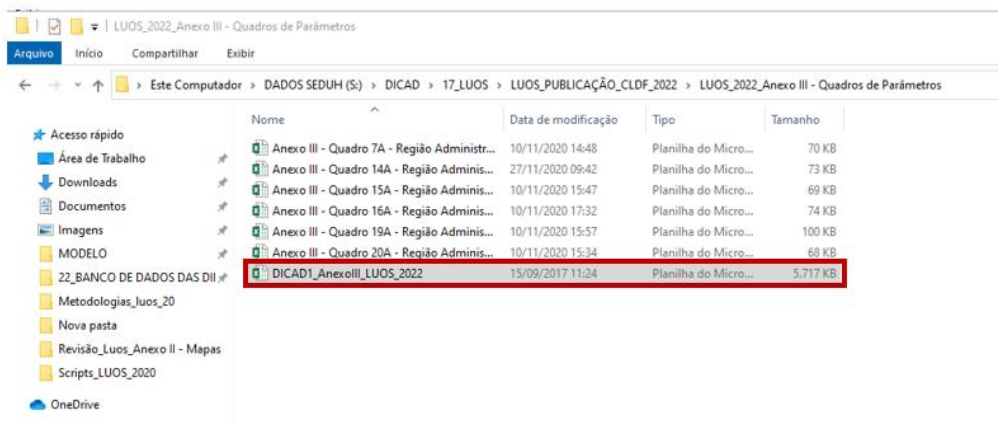 LUOS_2022_Anexo III - Quadros de Parâmetros
Arquivo Início Compartilhar Exibir
Este Computador > DADOS SEDUH (S:) > DICAD > 17_LUOS > LUOS_PUBLICAÇÃO_CLDF_2022 > LUOS_2022_Anexo III - Quadros de Parâmetros
Nome Data de modificação Tipo Tamanho
Acesso rápido
Área de Trabalho
Downloads
Documentos
Imagens
MODELO
22_BANCO DE DADOS DAS DII
Metodologias_luos_20
Nova pasta
Revisão_Luos_Anexo II - Mapas
Scripts_LUOS_2020
OneDrive
Anexo III - Quadro 7A - Região Administr... 10/11/2020 14:48 Planilha do Micro... 70 KB
Anexo III - Quadro 14A - Região Adminis... 27/11/2020 09:42 Planilha do Micro... 73 KB
Anexo III - Quadro 15A - Região Adminis... 10/11/2020 15:47 Planilha do Micro... 69 KB
Anexo III - Quadro 16A - Região Adminis... 10/11/2020 17:32 Planilha do Micro... 74 KB
Anexo III - Quadro 19A - Região Adminis... 10/11/2020 15:57 Planilha do Micro... 100 KB
Anexo III - Quadro 20A - Região Adminis... 10/11/2020 15:34 Planilha do Micro... 68 KB
DICAD1_AnexoIII_LUOS_2022 15/09/2017 11:24 Planilha do Micro... 5.717 KB